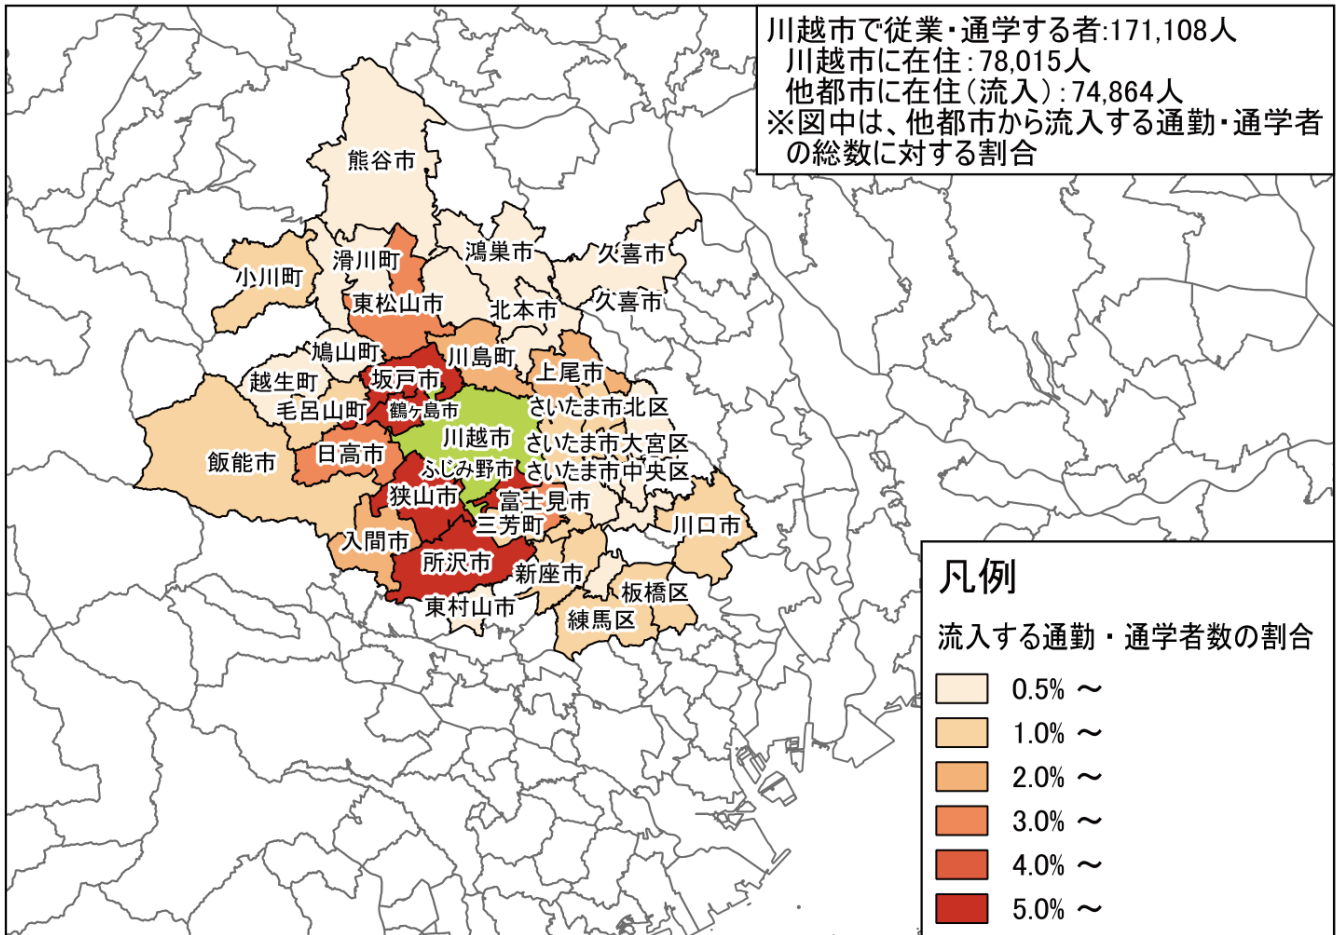 川越市で従業・通学する者:171,108人
川越市に在住:78,015人
他都市に在住(流入):74,864人
※図中は、他都市から流入する通勤・通学者
の総数に対する割合
熊谷市
鴻巣市
久喜市
滑川町
小川町
東松山市
北本市
久喜市
鳩山町
川島町
上尾市
越生町
坂戸市
毛呂山町
鶴ヶ島市
さいたま市北区
川越市
さいたま市大宮区
日高市
飯能市
ふじみ野市
さいたま市中央区
狭山市
富士見市
三芳町
川口市
入間市
所沢市
新座市
板橋区
東村山市
練馬区
凡例
流入する通勤・通学者数の割合
0.5% ～
1.0% ～
2.0% ～
3.0% ～
4.0% ～
5.0% ～